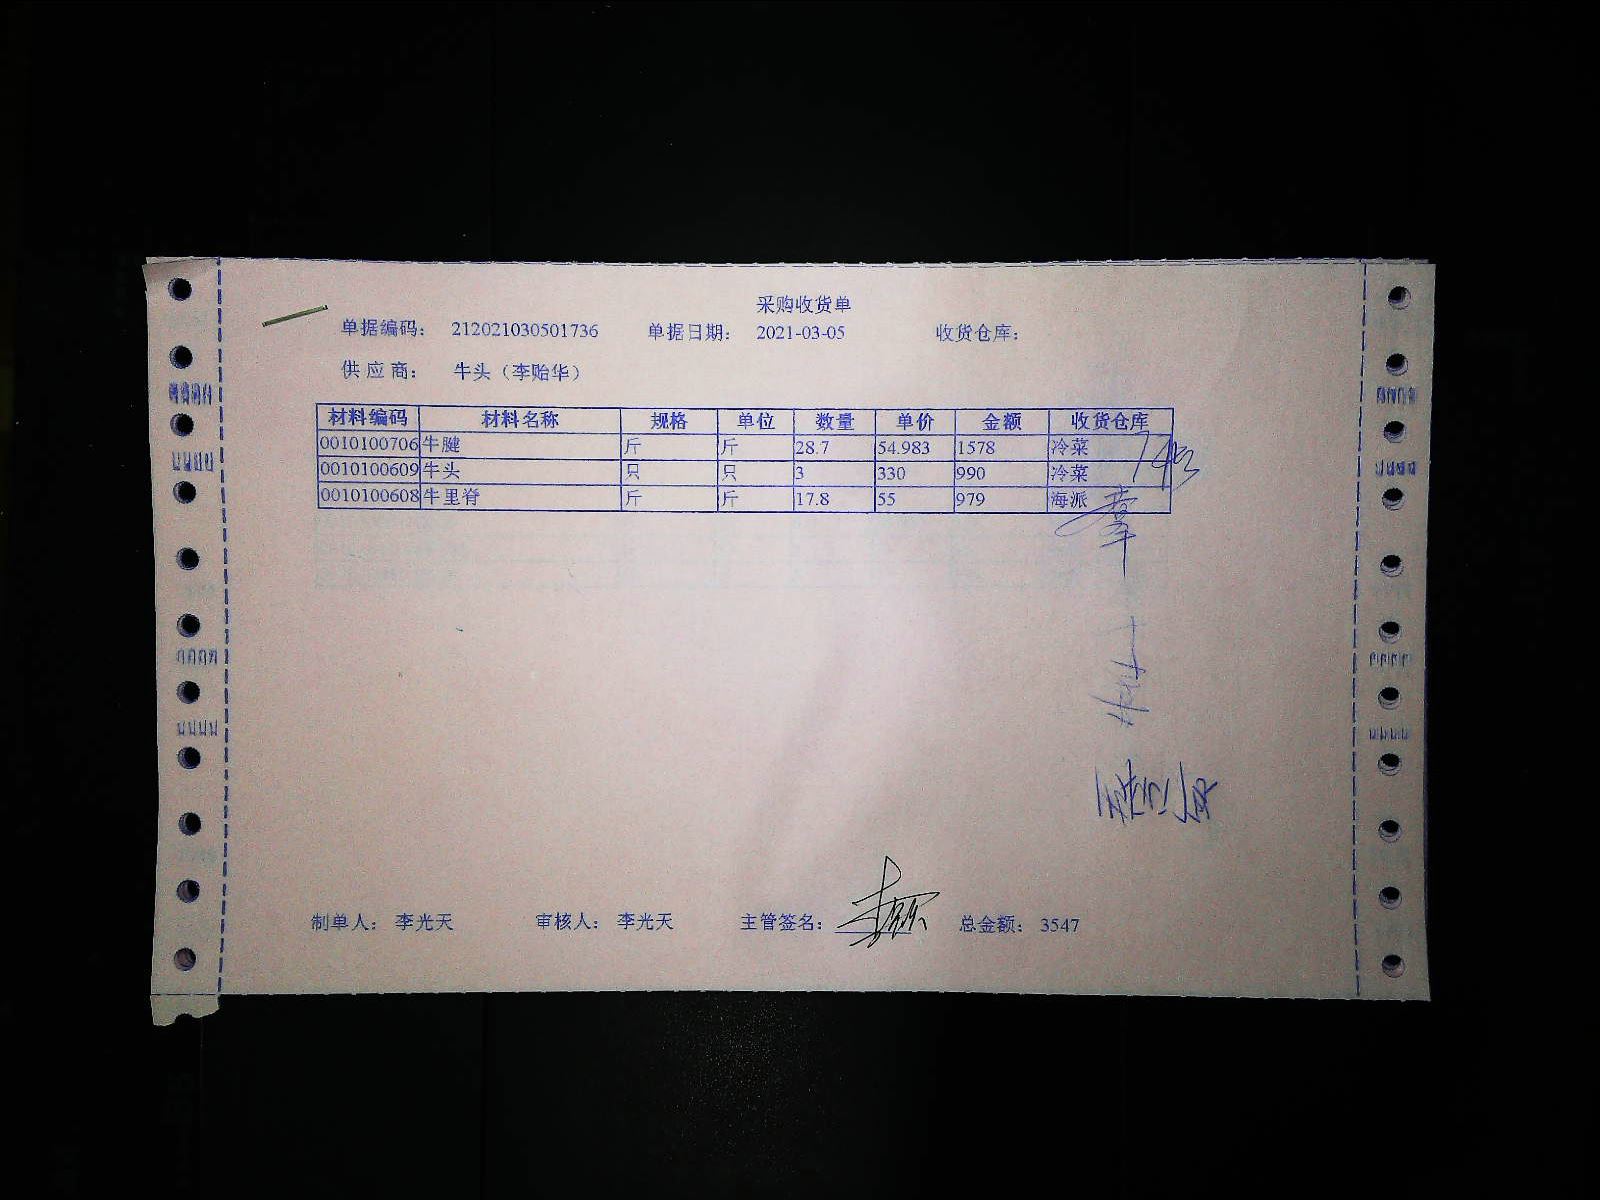 采购收货单
单据编码： 212021030501736 单据日期： 2021-03-05 收货仓库：
供 应 商： 牛头（李贻华）
材料编码 材料名称 规格 单位 数量 单价 金额 收货仓库
0010100706 牛腱 斤 斤 28.7 54.983 1578 冷菜
0010100609 牛头 只 只 3 330 990 冷菜
0010100608 牛里脊 斤 斤 17.8 55 979 海派
制单人： 李光天 审核人： 李光天 主管签名： 总金额： 3547